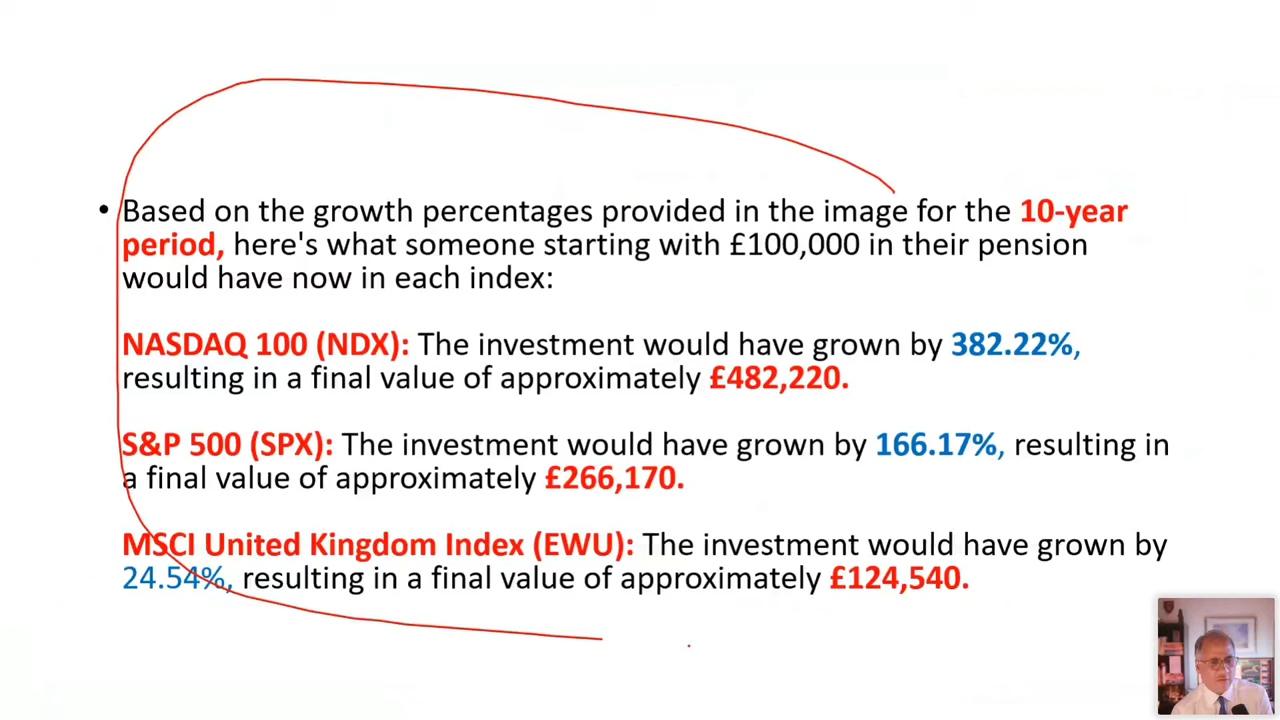 • Based on the growth percentages provided in the image for the 10-year
period, here's what someone starting with £100,000 in their pension
would have now in each index:
NASDAQ 100 (NDX): The investment would have grown by 382.22%,
resulting in a final value of approximately £482,220.
S&P 500 (SPX): The investment would have grown by 166.17%, resulting in
a final value of approximately £266,170.
MSCI United Kingdom Index (EWU): The investment would have grown by
24.54%, resulting in a final value of approximately £124,540.